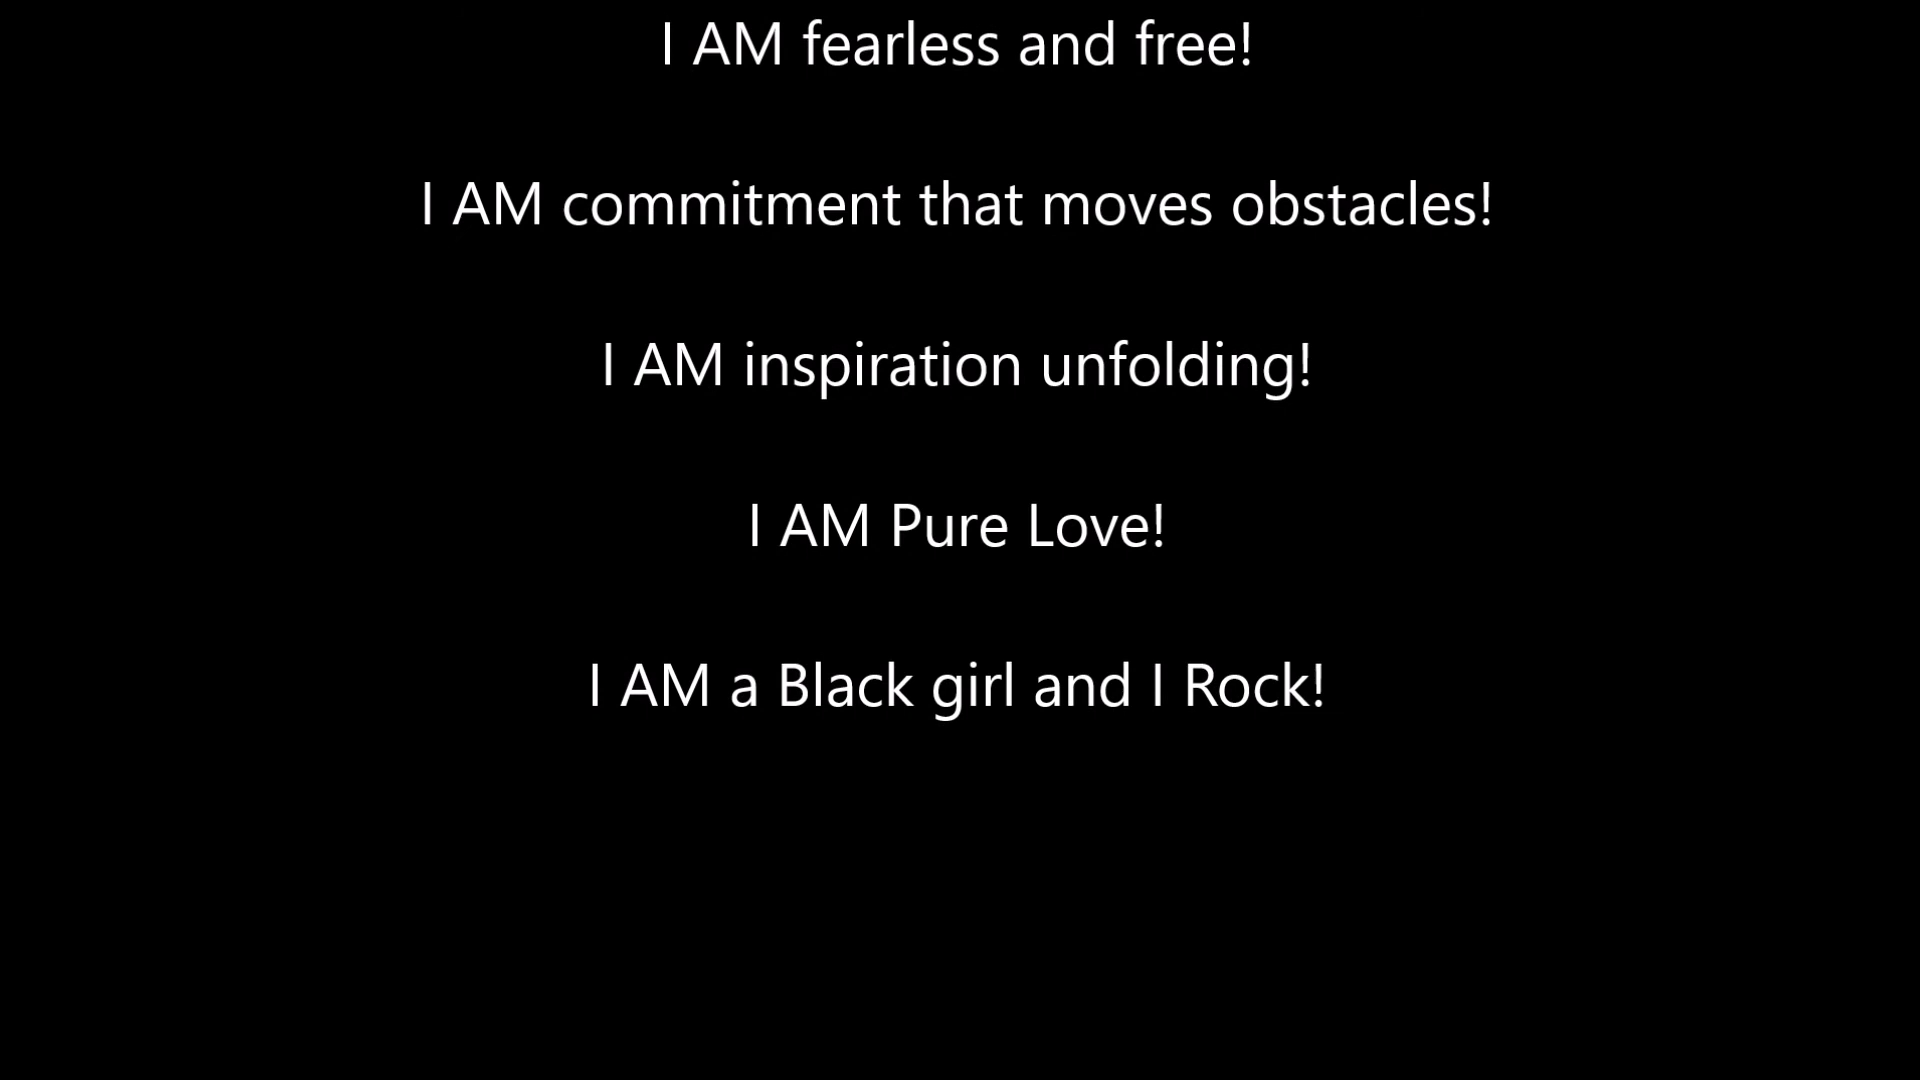 I AM fearless and free!
I AM commitment that moves obstacles!
I AM inspiration unfolding!
I AM Pure Love!
I AM a Black girl and I Rock!